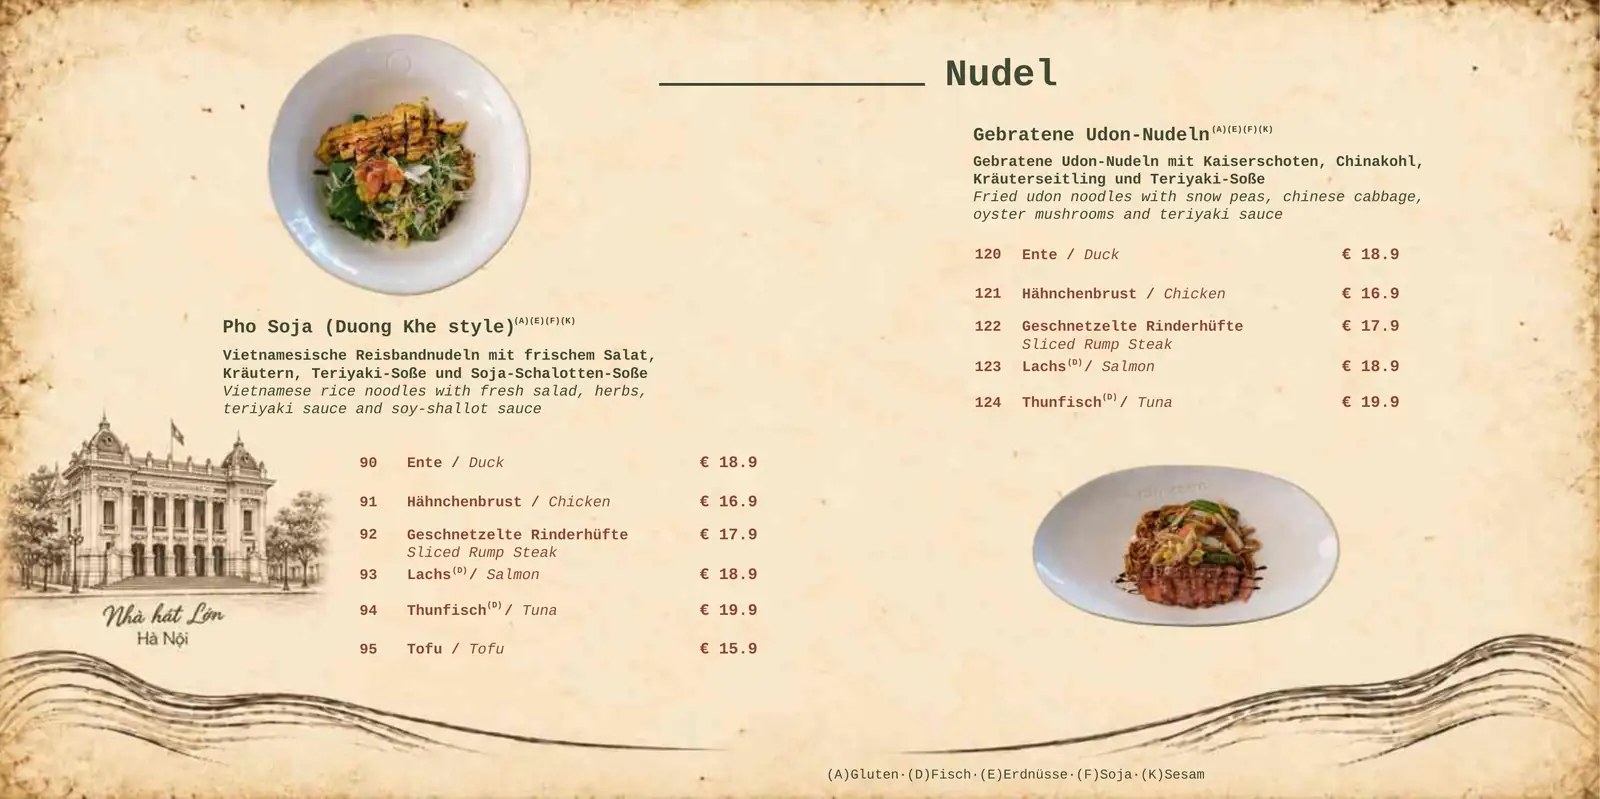 Nudel
Pho Soja (Duong Khe style)(A)(E)(F)(K)
Vietnamesische Reisbandnudeln mit frischem Salat,
Kräutern, Teriyaki-Soße und Soja-Schalotten-Soße
Vietnamese rice noodles with fresh salad, herbs,
teriyaki sauce and soy-shallot sauce
90 Ente / Duck € 18.9
91 Hähnchenbrust / Chicken € 16.9
92 Geschnetzelte Rinderhüfte € 17.9
Sliced Rump Steak
93 Lachs(D)/ Salmon € 18.9
94 Thunfisch(D)/ Tuna € 19.9
95 Tofu / Tofu € 15.9
Nhà hát Lớn
Hà Nội
Gebratene Udon-Nudeln(A)(E)(F)(K)
Gebratene Udon-Nudeln mit Kaiserschoten, Chinakohl,
Kräuterseitling und Teriyaki-Soße
Fried udon noodles with snow peas, chinese cabbage,
oyster mushrooms and teriyaki sauce
120 Ente / Duck € 18.9
121 Hähnchenbrust / Chicken € 16.9
122 Geschnetzelte Rinderhüfte € 17.9
Sliced Rump Steak
123 Lachs(D)/ Salmon € 18.9
124 Thunfisch(D)/ Tuna € 19.9
(A)Gluten·(D)Fisch·(E)Erdnüsse·(F)Soja·(K)Sesam